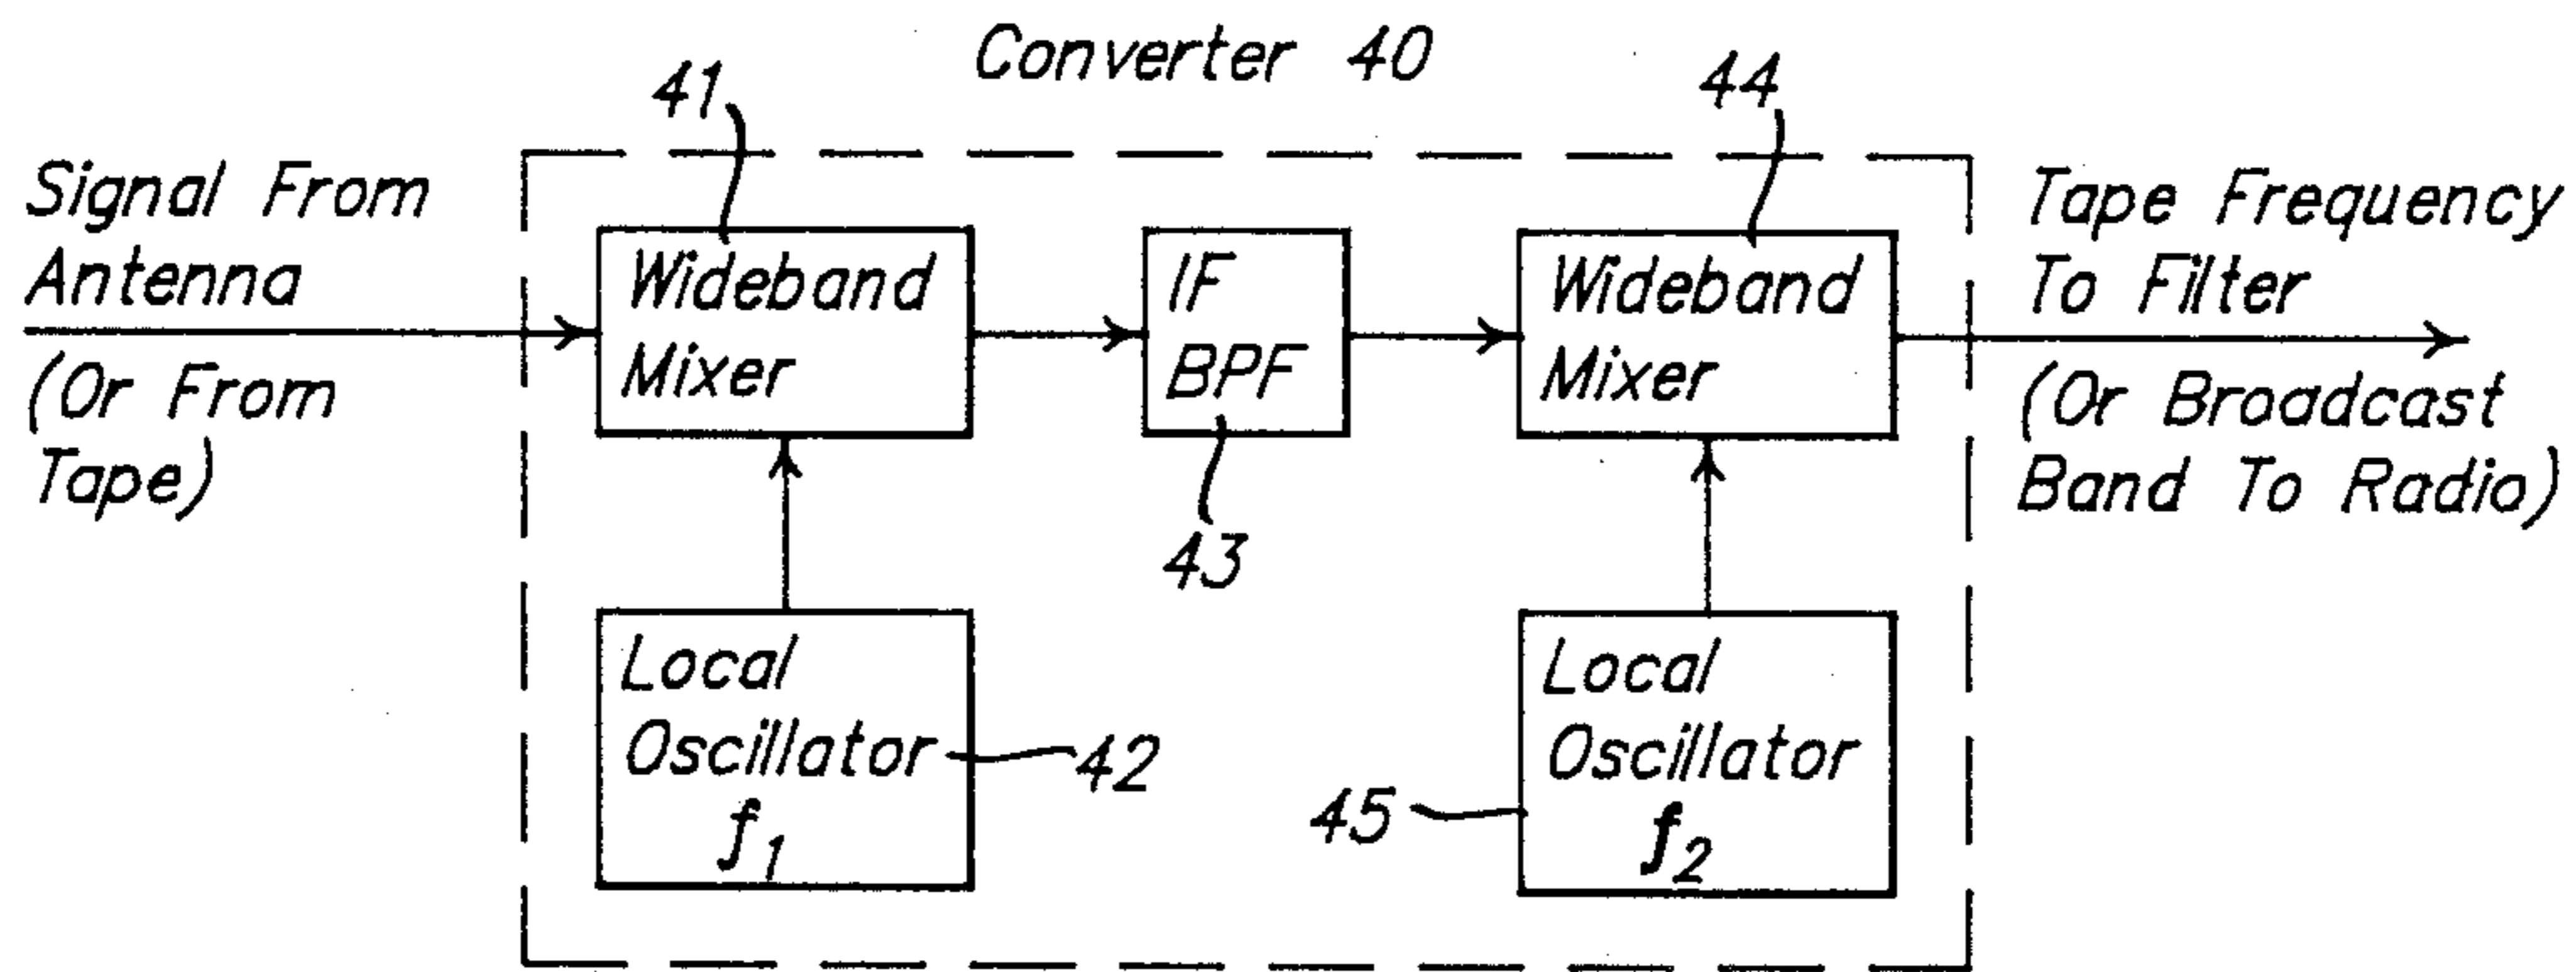 Converter 40
41
44
Signal From
Antenna
(Or From
Tape)
Wideband
Mixer
IF
BPF
43
Wideband
Mixer
Tape Frequency
To Filter
(Or Broadcast
Band To Radio)
Local
Oscillator
f1
42
45
Local
Oscillator
f2